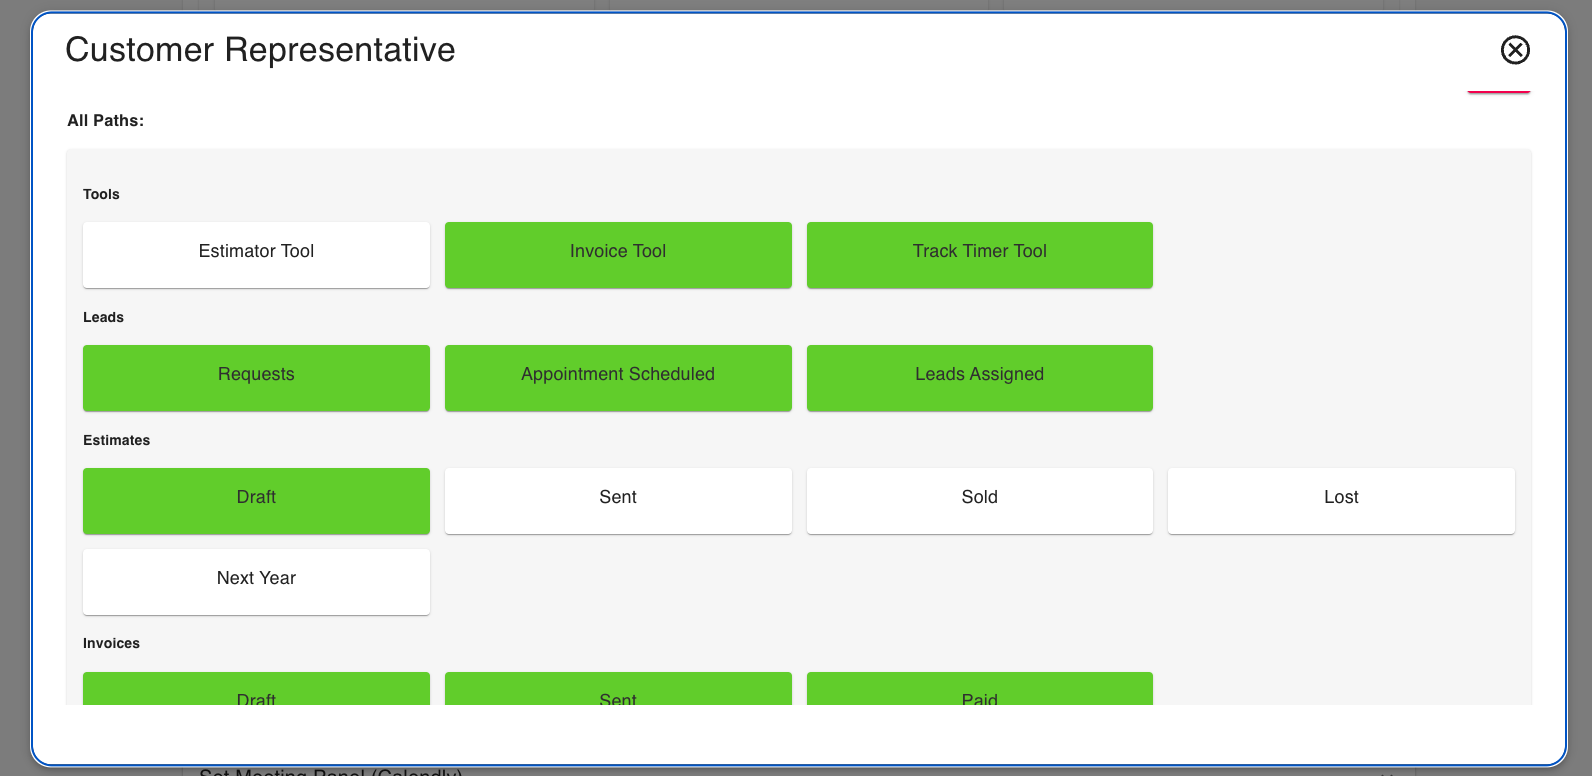 Customer Representative
All Paths:
Tools
Estimator Tool
Invoice Tool
Track Timer Tool
Leads
Requests
Appointment Scheduled
Leads Assigned
Estimates
Draft
Sent
Sold
Lost
Next Year
Invoices
Draft
Sent
Paid
Set Meeting Panel (Calendly)